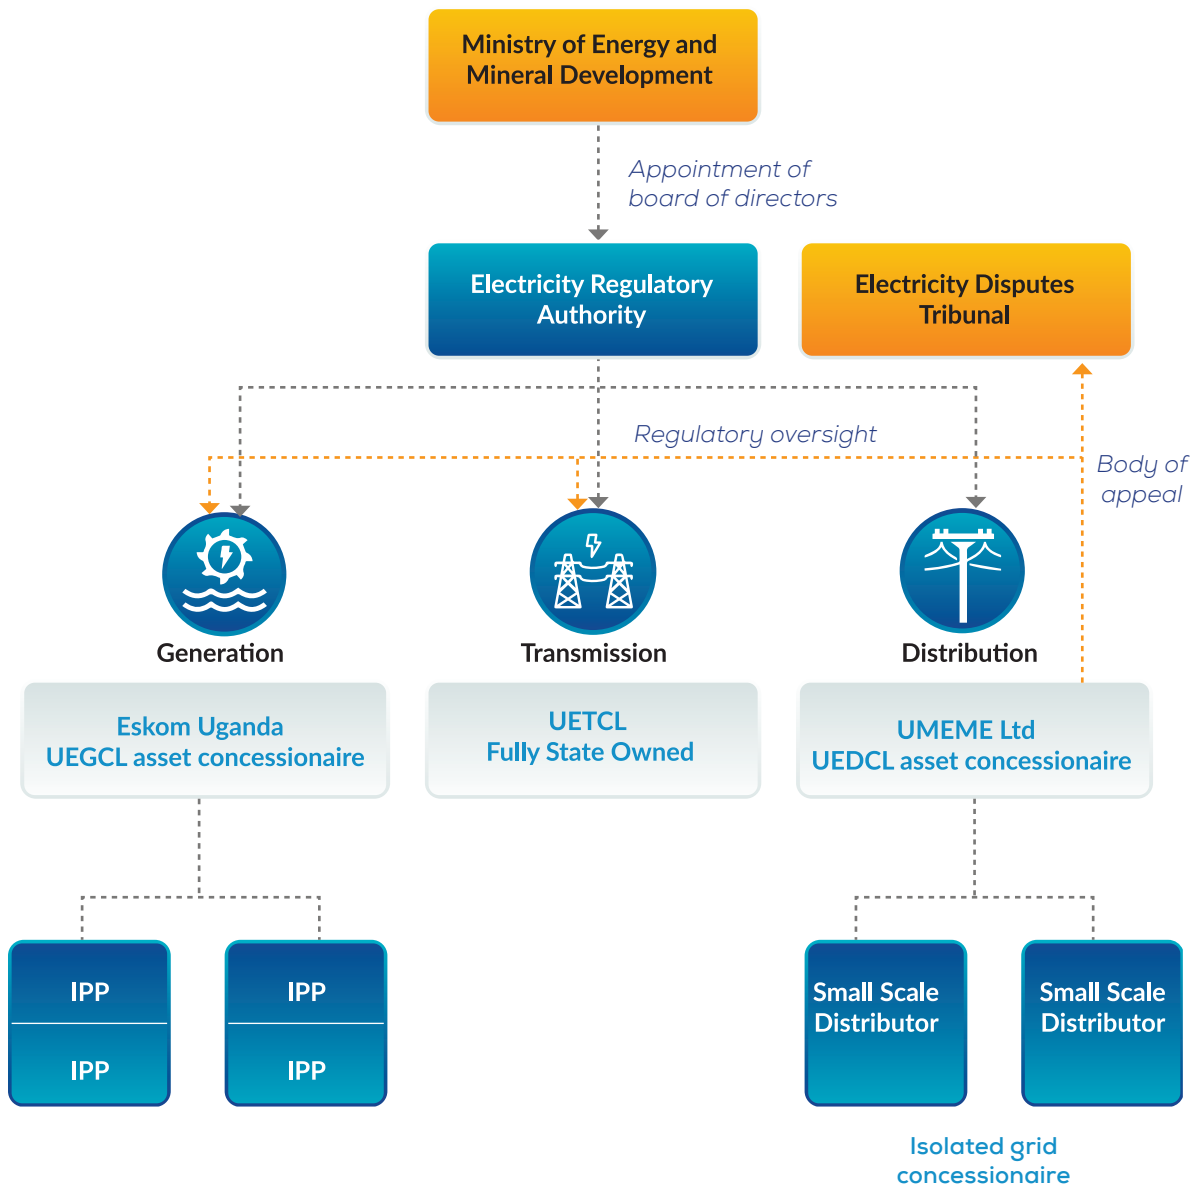 Ministry of Energy and
Mineral Development
Appointment of
board of directors
Electricity Regulatory
Authority
Electricity Disputes
Tribunal
Regulatory oversight
Body of
appeal
Generation
Transmission
Distribution
Eskom Uganda
UEGCL asset concessionaire
UETCL
Fully State Owned
UMEME Ltd
UEDCL asset concessionaire
IPP
IPP
IPP
IPP
Small Scale
Distributor
Small Scale
Distributor
Isolated grid
concessionaire